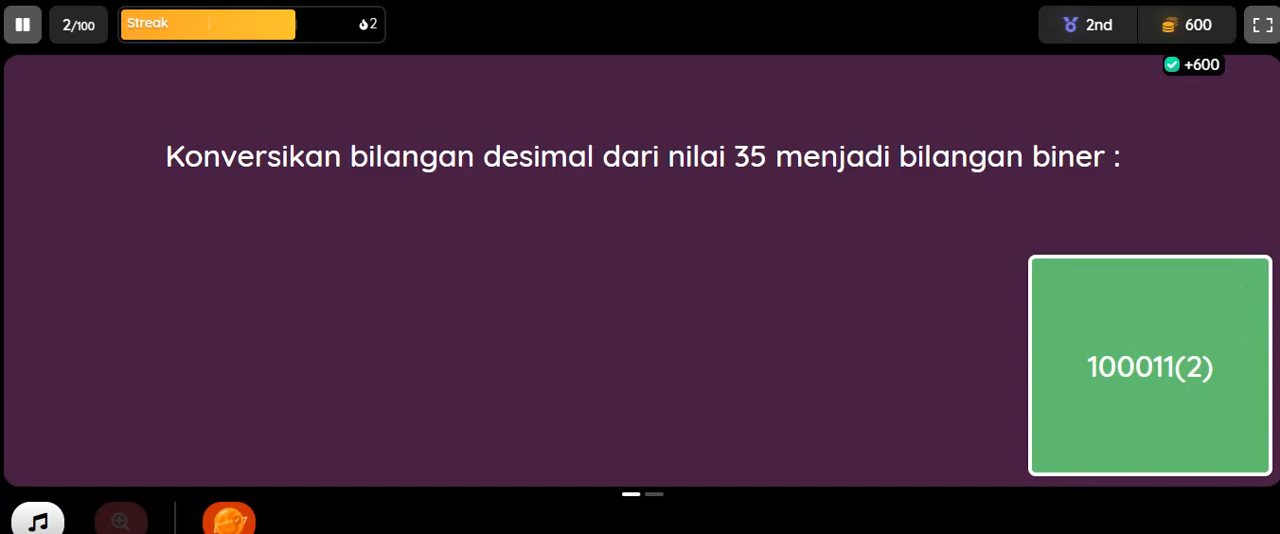 2/100
Streak
2
2nd
600
+600
Konversikan bilangan desimal dari nilai 35 menjadi bilangan biner :
100011(2)